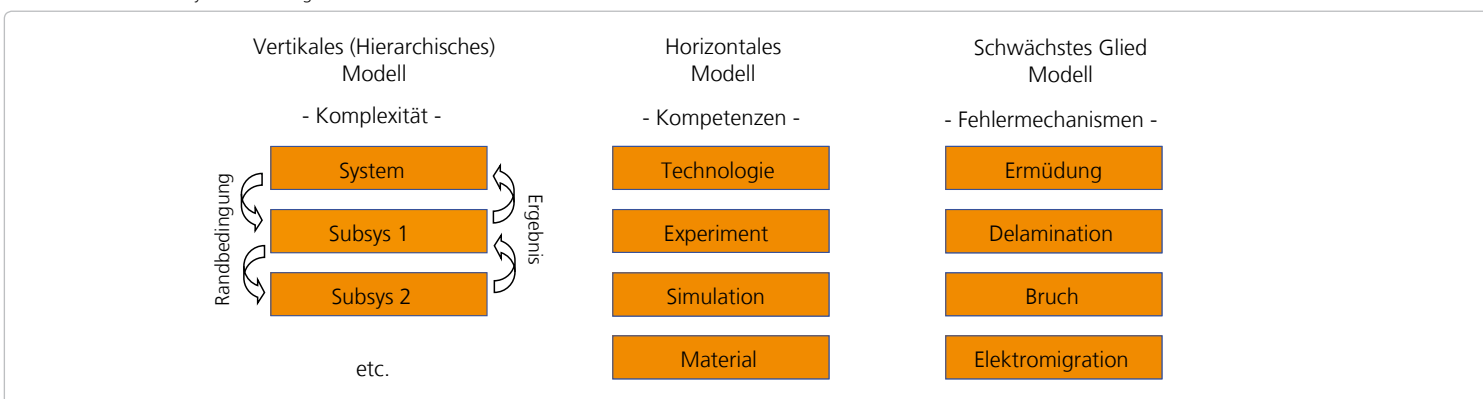 Vertikales (Hierarchisches)
Modell
- Komplexität -
System
Subsys 1
Subsys 2
etc.
Randbedingung
Ergebnis
Horizontales
Modell
- Kompetenzen -
Technologie
Experiment
Simulation
Material
Schwächstes Glied
Modell
- Fehlermechanismen -
Ermüdung
Delamination
Bruch
Elektromigration